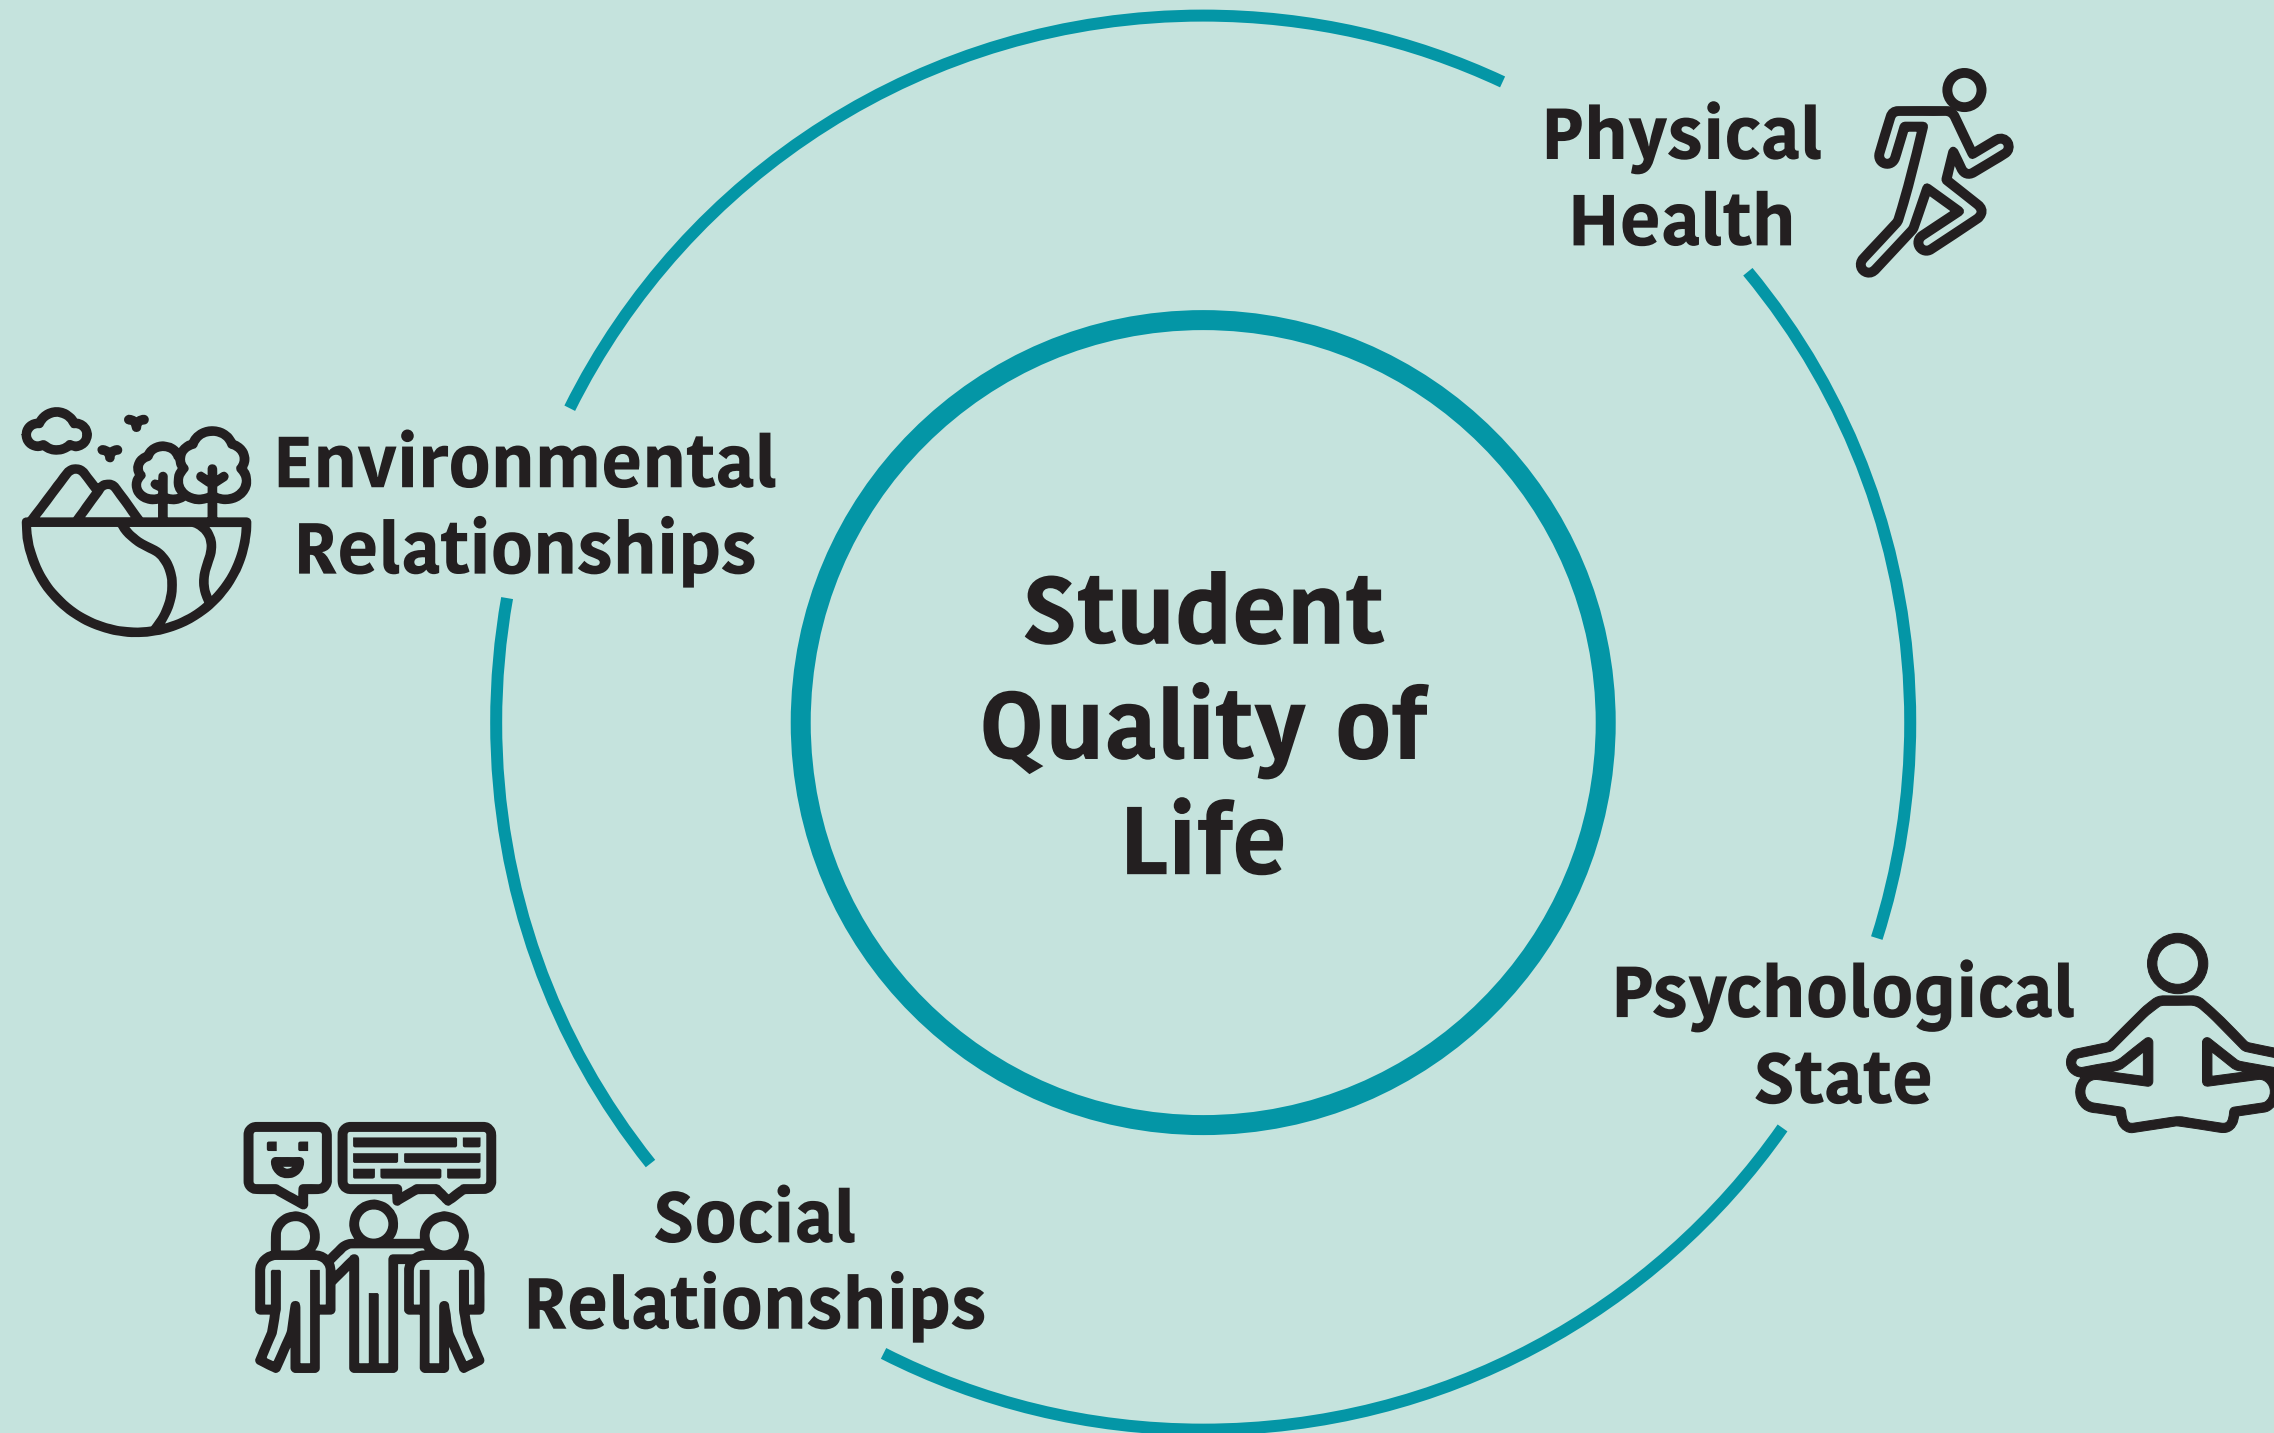 Physical
Health
Environmental
Relationships
Student
Quality of
Life
Psychological
State
Social
Relationships